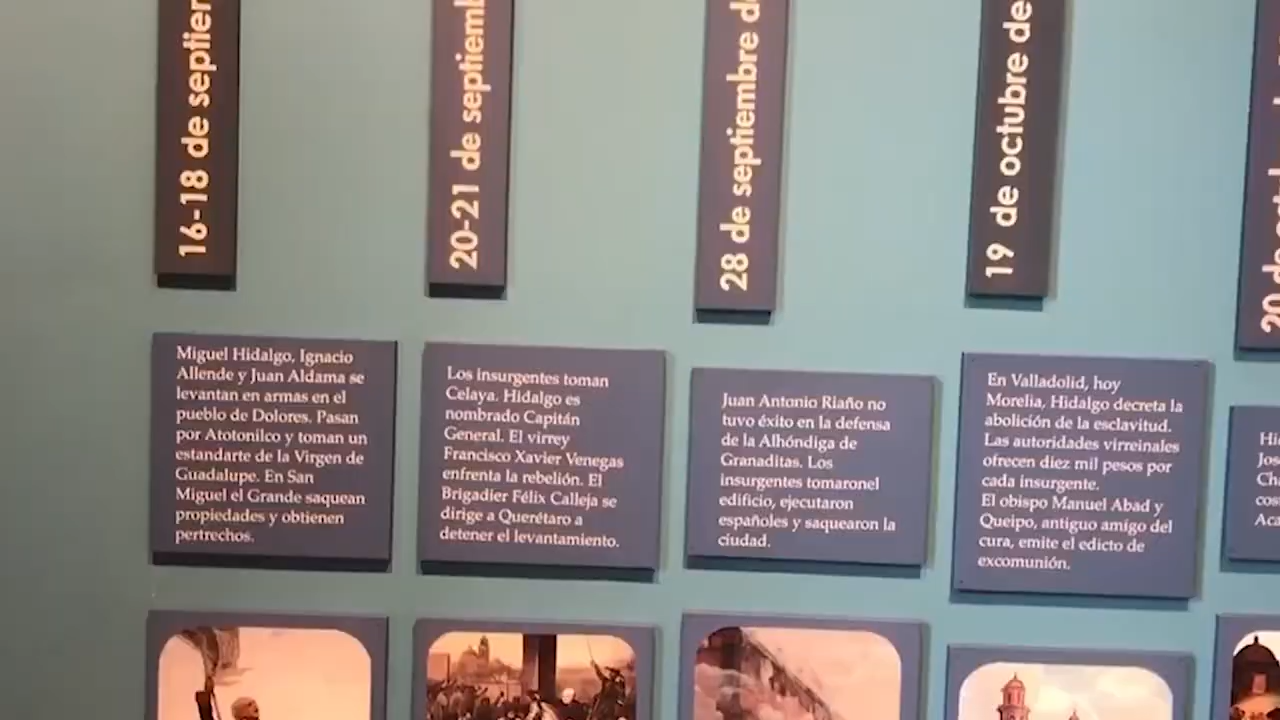 16-18 de
Miguel Hidalgo, Ignacio
Allende y Juan Aldama se
levantan en armas en el
pueblo de Dolores. Pasan
por Atotonilco y toman un
estandarte de la Virgen de
Guadalupe. En San
Miguel el Grande saquean
propiedades y obtienen
pertrechos.
20-21 de
Los insurgentes toman
Celaya. Hidalgo es
nombrado Capitán
General. El virrey
Francisco Xavier Venegas
enfrenta la rebelión. El
Brigadier Félix Calleja se
dirige a Querétaro a
detener el levantamiento.
28 de septiembre
Juan Antonio Riaño no
tuvo éxito en la defensa
de la Alhóndiga de
Granaditas. Los
insurgentes tomaronel
edificio, ejecutaron
españoles y saquearon la
ciudad.
19 de octubre de
En Valladolid, hoy
Morelia, Hidalgo decreta la
abolición de la esclavitud.
Las autoridades virreinales
ofrecen diez mil pesos por
cada insurgente.
El obispo Manuel Abad y
Queipo, antiguo amigo del
cura, emite el edicto de
excomunión.